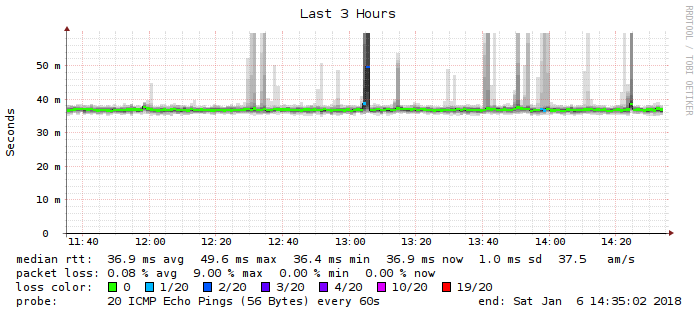 Last 3 Hours
RRDTOOL / TOBI OETIKER
Seconds
50 m
40 m
30 m
20 m
10 m
0
11:40 12:00 12:20 12:40 13:00 13:20 13:40 14:00 14:20
median rtt: 36.9 ms avg 49.6 ms max 36.4 ms min 36.9 ms now 1.0 ms sd 37.5 am/s
packet loss: 0.08 % avg 9.00 % max 0.00 % min 0.00 % now
loss color: 0 1/20 2/20 3/20 4/20 10/20 19/20
probe: 20 ICMP Echo Pings (56 Bytes) every 60s end: Sat Jan 6 14:35:02 2018